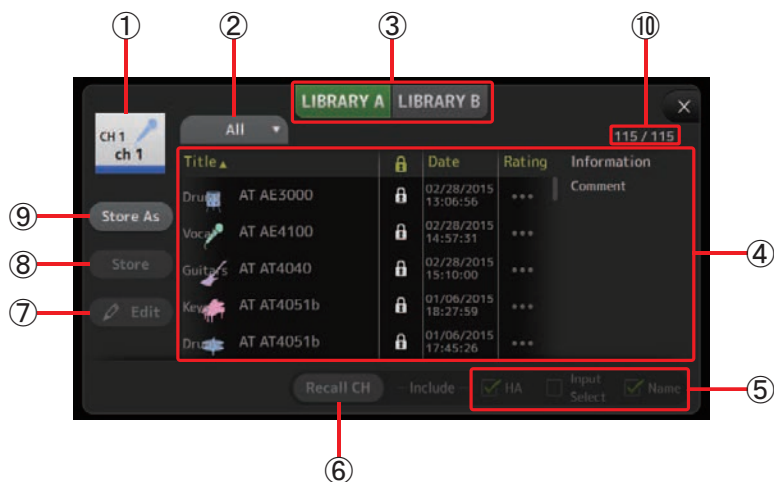 ① ② ③ ⑩
LIBRARY A LIBRARY B
CH 1
ch 1
All
115 / 115
Title Date Rating Information
Drums AT AE3000 02/28/2015 13:06:56 Comment
Vocal AT AE4100 02/28/2015 14:57:31
Guitars AT AT4040 02/28/2015 15:10:00
AT AT4051b 01/06/2015 18:27:59
AT AT4051b 01/06/2015 17:45:26
⑨ Store As
⑧ Store
⑦ Edit
④
Recall CH Include HA Input Select Name ⑤
⑥